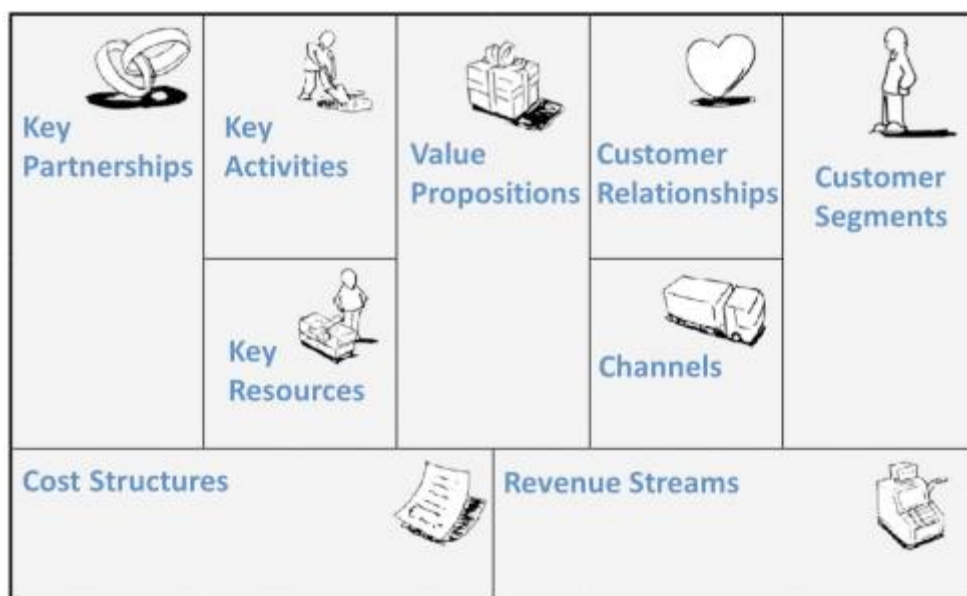 Key
Partnerships
Key
Activities
Key
Resources
Value
Propositions
Customer
Relationships
Channels
Customer
Segments
Cost Structures
Revenue Streams